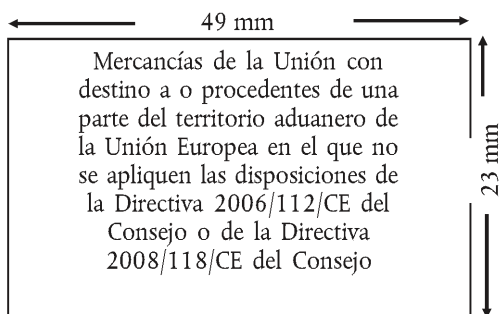 49 mm
Mercancías de la Unión con
destino a o procedentes de una
parte del territorio aduanero de
la Unión Europea en el que no
se apliquen las disposiciones de
la Directiva 2006/112/CE del
Consejo o de la Directiva
2008/118/CE del Consejo
23 mm